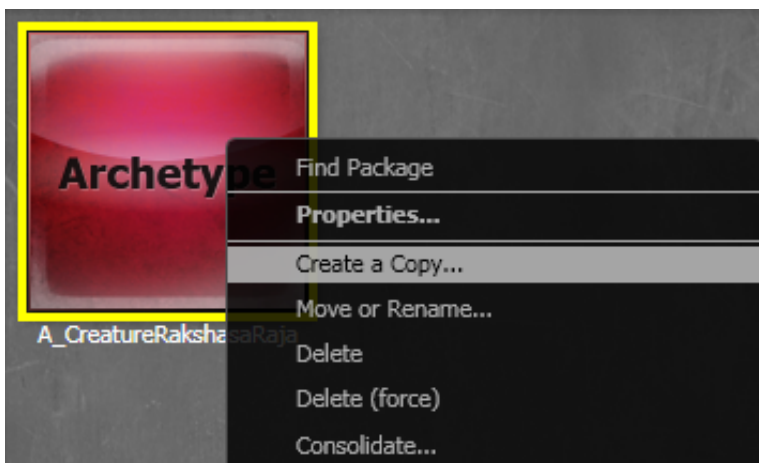 Archetype
Find Package
Properties...
Create a Copy...
A_CreatureRakshasaRaja
Move or Rename...
Delete
Delete (force)
Consolidate...